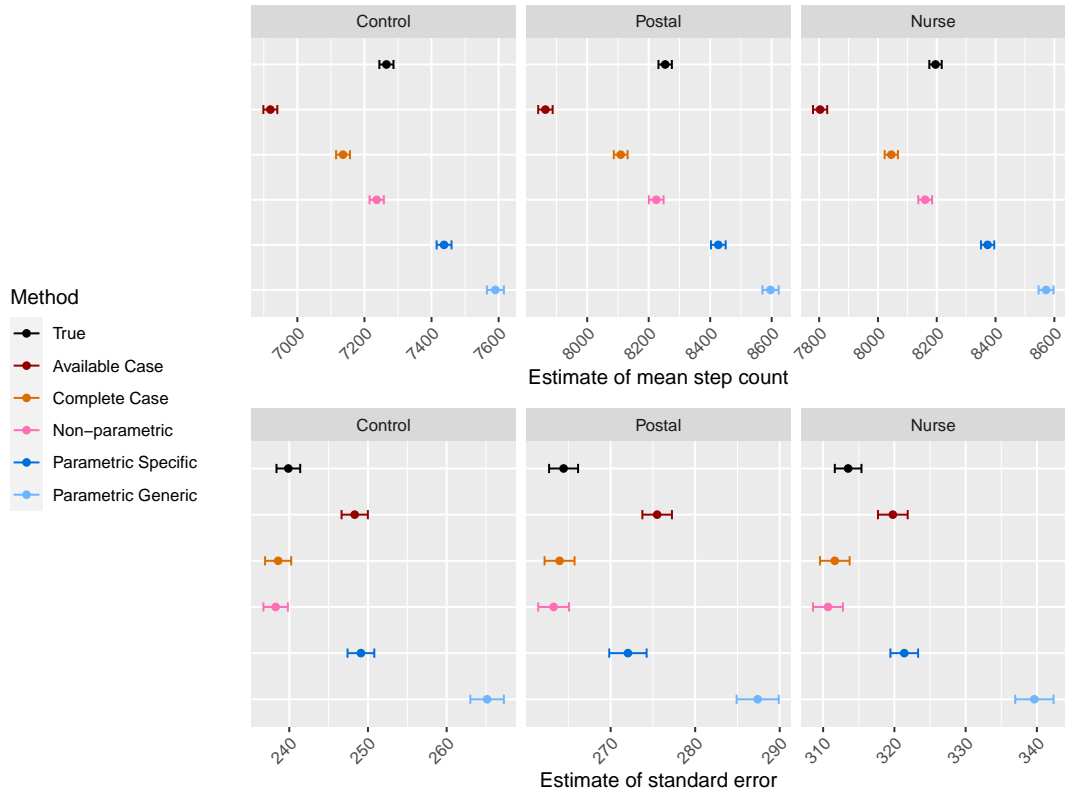 Control Postal Nurse
7000 7200 7400 7600 8000 8200 8400 8600 7800 8000 8200 8400 8600
Estimate of mean step count
Method
True
Available Case
Complete Case
Non−parametric
Parametric Specific
Parametric Generic
Control Postal Nurse
240 250 260 270 280 290 310 320 330 340
Estimate of standard error